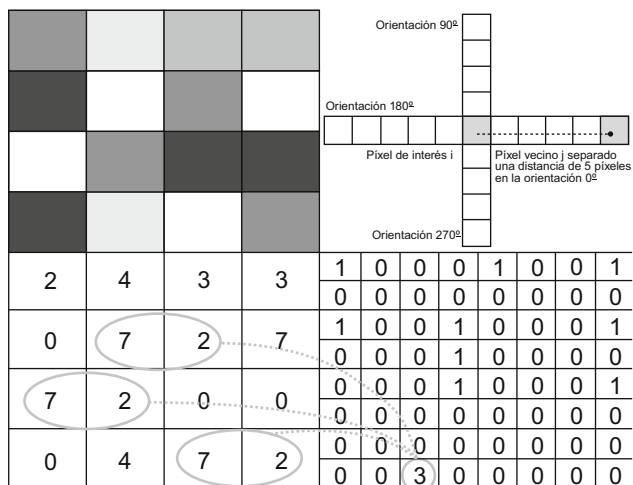 Orientación 90º
Orientación 180º
Píxel de interés i
Píxel vecino j separado
una distancia de 5 píxeles
en la orientación 0º
Orientación 270º
2 4 3 3
0 7 2 7
7 2 0 0
0 4 7 2
1 0 0 0 1 0 0 1
0 0 0 0 0 0 0 0
1 0 0 1 0 0 0 1
0 0 0 1 0 0 0 0
0 0 0 1 0 0 0 1
0 0 0 0 0 0 0 0
0 0 0 0 0 0 0 0
0 0 3 0 0 0 0 0